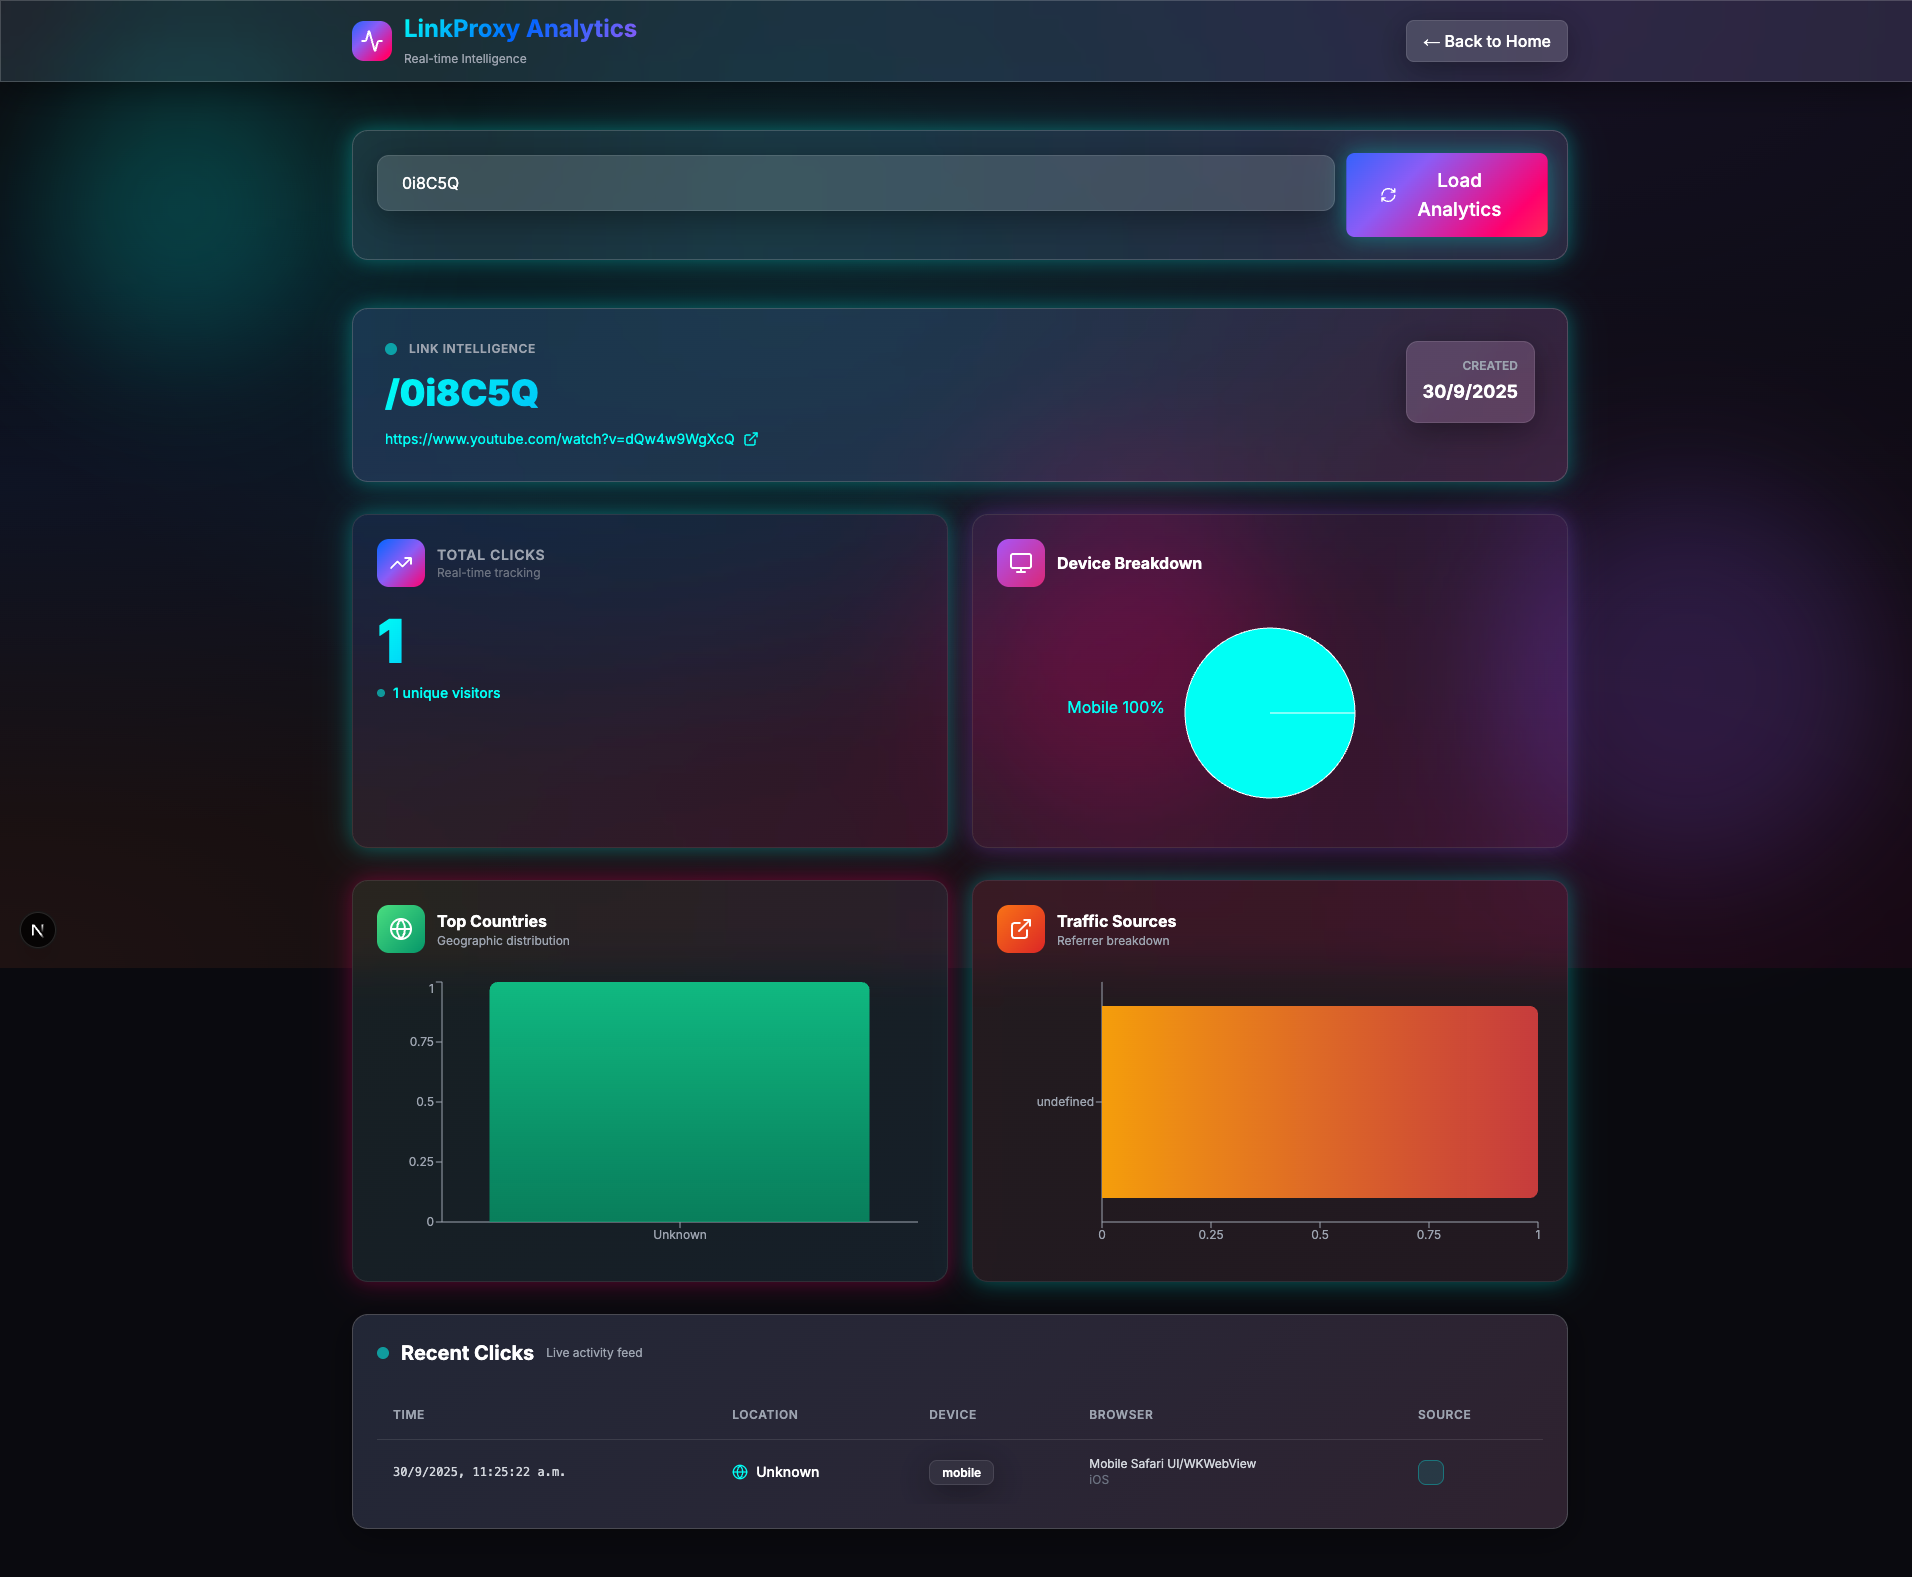 LinkProxy Analytics
Real-time Intelligence
← Back to Home
0i8C5Q
Load
Analytics
LINK INTELLIGENCE
/0i8C5Q
https://www.youtube.com/watch?v=dQw4w9WgXcQ
CREATED
30/9/2025
TOTAL CLICKS
Real-time tracking
1
1 unique visitors
Device Breakdown
Mobile 100%
Top Countries
Geographic distribution
1
0.75
0.5
0.25
0
Unknown
Traffic Sources
Referrer breakdown
undefined
0 0.25 0.5 0.75 1
N
Recent Clicks Live activity feed
TIME LOCATION DEVICE BROWSER SOURCE
30/9/2025, 11:25:22 a.m. Unknown mobile Mobile Safari UI/WKWebView
iOS